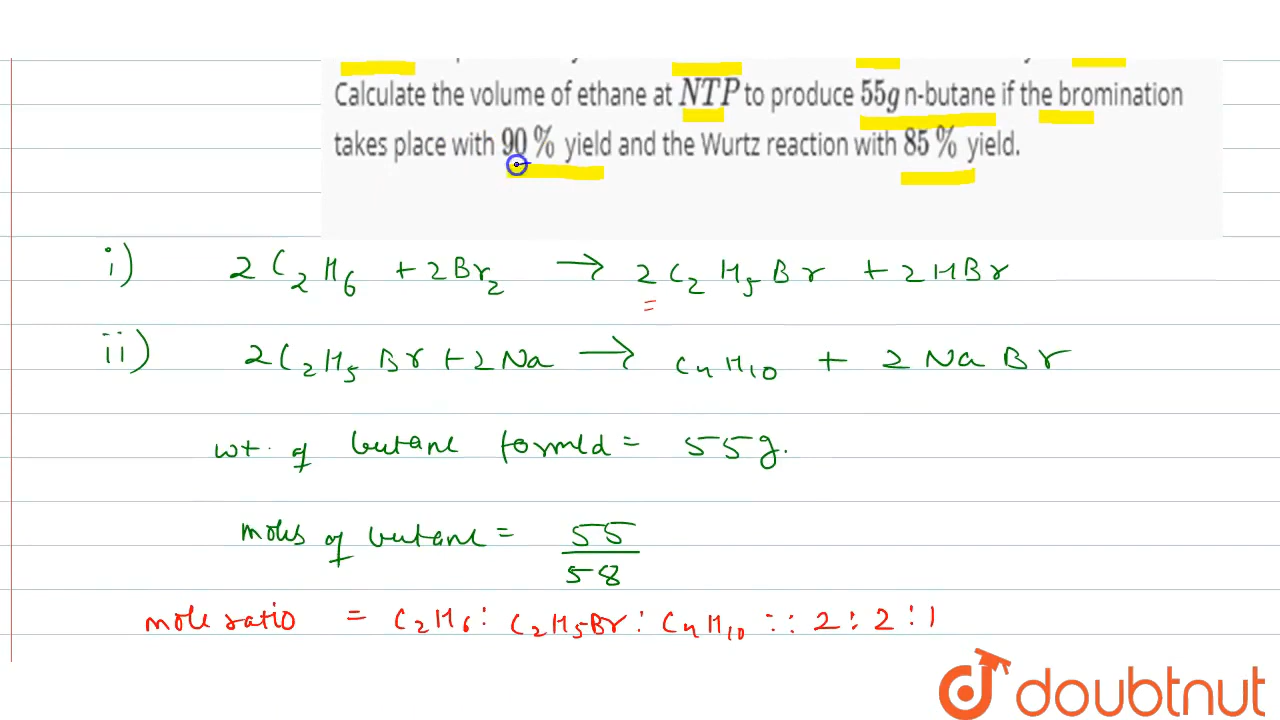 Calculate the volume of ethane at NTP to produce 55g n-butane if the bromination
takes place with 90% yield and the Wurtz reaction with 85% yield.
i) 2C₂H₆ + 2Br₂ → 2C₂H₅Br + 2HBr
ii) 2C₂H₅Br + 2Na → C₄H₁₀ + 2NaBr
wt. of butane formed = 55g.
moles of butane = 55/58
mole ratio = C₂H₆ : C₂H₅Br : C₄H₁₀ :: 2 : 2 : 1
doubtnut